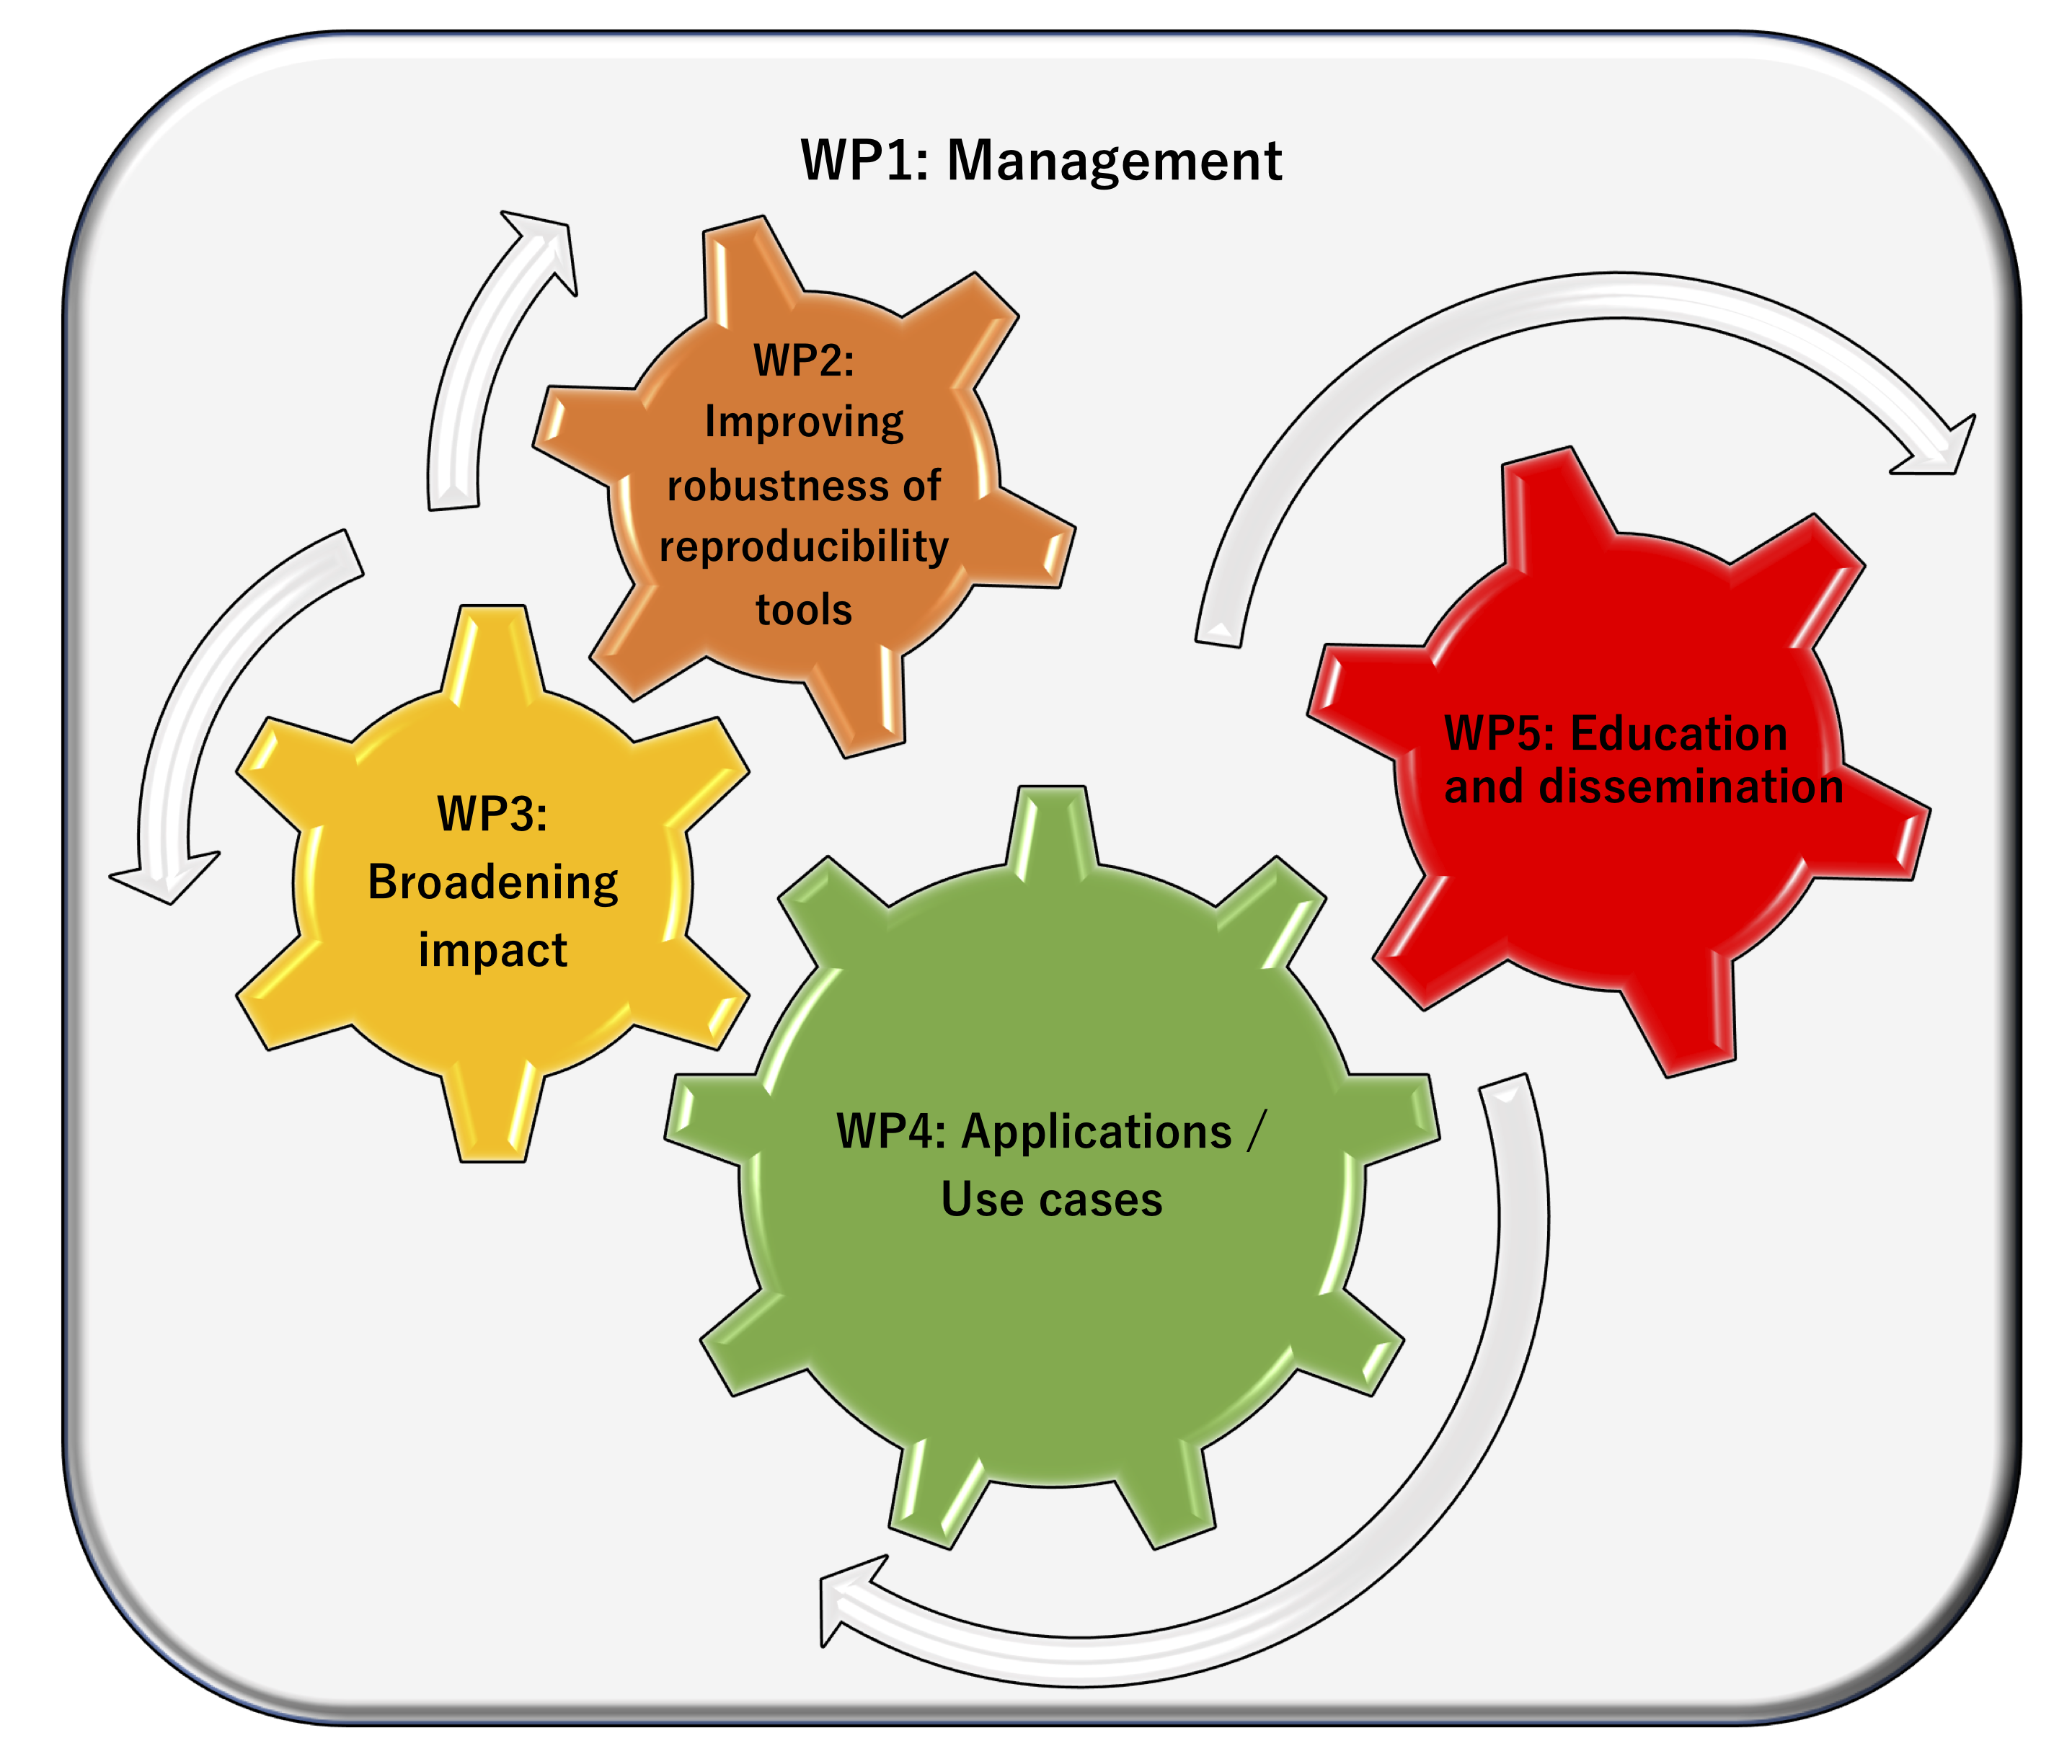 WP1: Management
WP2:
Improving
robustness of
reproducibility
tools
WP3:
Broadening
impact
WP4: Applications /
Use cases
WP5: Education
and dissemination